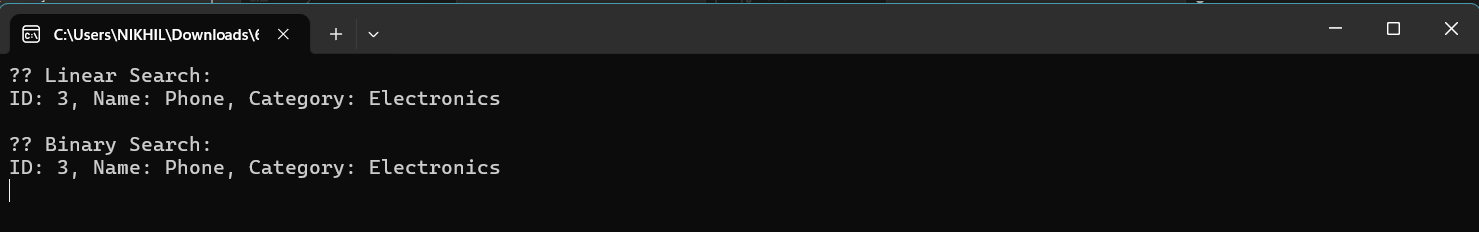 C:\Users\NIKHIL\Downloads\6
?? Linear Search:
ID: 3, Name: Phone, Category: Electronics
?? Binary Search:
ID: 3, Name: Phone, Category: Electronics